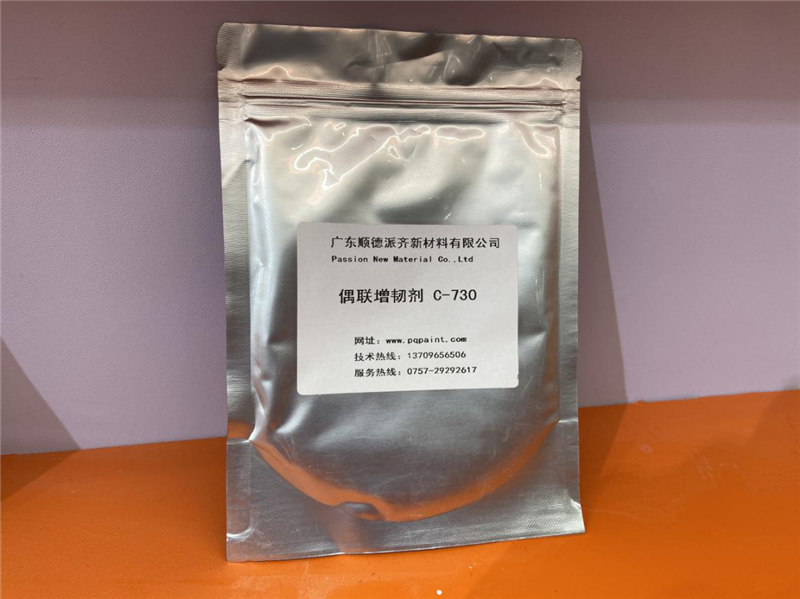 广东顺德派齐新材料有限公司
Passion New Material Co.,Ltd
偶联增韧剂 C-730
网址：www.pqpaint.com
技术热线：13709656506
服务热线：0757-29292617